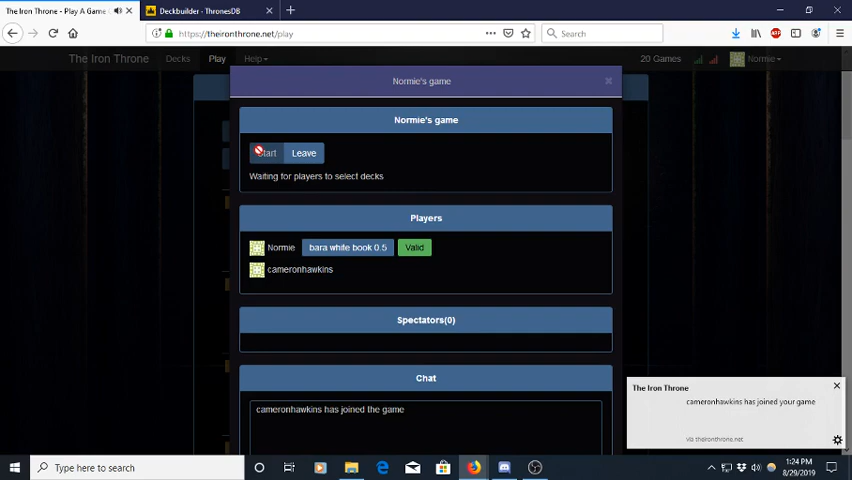 The Iron Throne - Play A Game
Deckbuilder - ThronesDB
https://theironthrone.net/play
Search
The Iron Throne
Decks
Play
Help
20 Games
Normie
Normie's game
Normie's game
Start
Leave
Waiting for players to select decks
Players
Normie
bara white book 0.5
Valid
cameronhawkins
Spectators(0)
Chat
cameronhawkins has joined the game
The Iron Throne
cameronhawkins has joined your game
via theironthrone.net
Type here to search
1:24 PM
8/29/2019